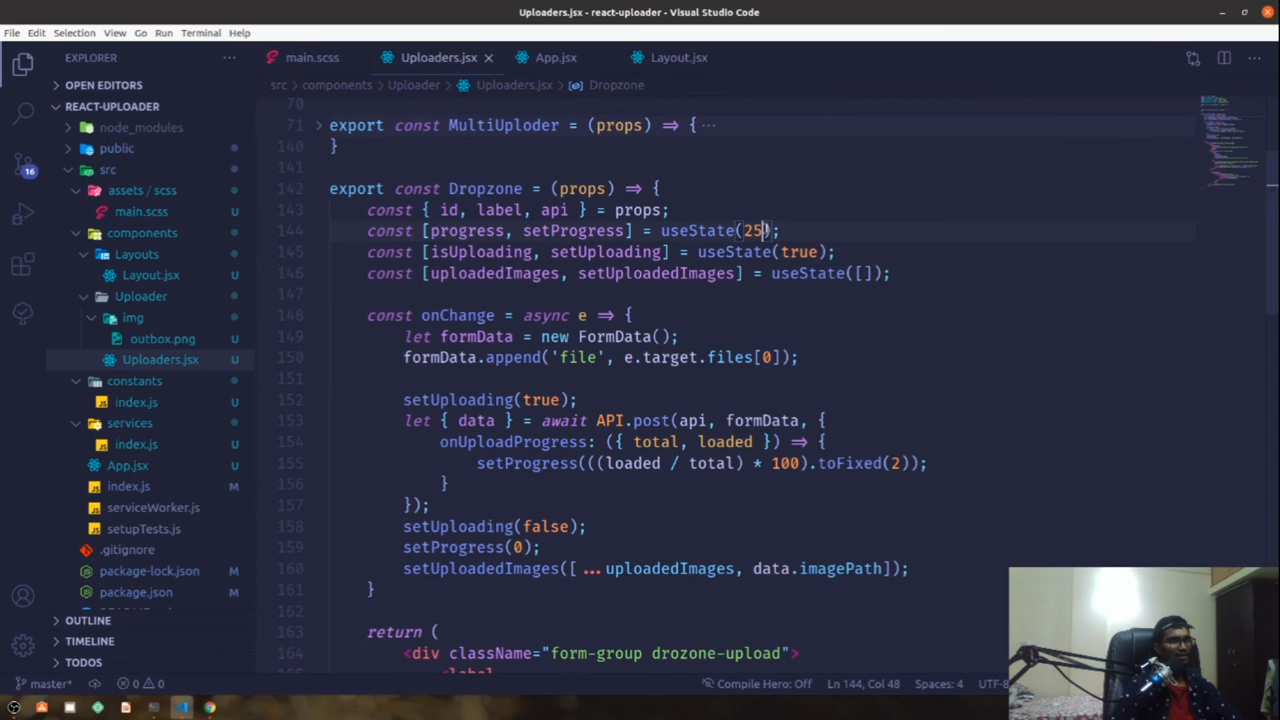 Uploaders.jsx - react-uploader - Visual Studio Code
File Edit Selection View Go Run Terminal Help
EXPLORER
main.scss
Uploaders.jsx
App.jsx
Layout.jsx
OPEN EDITORS
src > components > Uploader > Uploaders.jsx > Dropzone
REACT-UPLOADER
node_modules
public
src
assets / scss
main.scss U
components
Layouts
Layout.jsx U
Uploader
img
outbox.png U
Uploaders.jsx U
constants
index.js U
services
index.js U
App.jsx U
index.js M
serviceWorker.js
setupTests.js
.gitignore
package-lock.json M
package.json M
OUTLINE
TIMELINE
TODOS
16
70
71 export const MultiUploder = (props) => { ...
140 }
141
142 export const Dropzone = (props) => {
143 const { id, label, api } = props;
144 const [progress, setProgress] = useState(25);
145 const [isUploading, setUploading] = useState(true);
146 const [uploadedImages, setUploadedImages] = useState([]);
147
148 const onChange = async e => {
149 let formData = new FormData();
150 formData.append('file', e.target.files[0]);
151
152 setUploading(true);
153 let { data } = await API.post(api, formData, {
154 onUploadProgress: ({ total, loaded }) => {
155 setProgress(((loaded / total) * 100).toFixed(2));
156 }
157 });
158 setUploading(false);
159 setProgress(0);
160 setUploadedImages([ ...uploadedImages, data.imagePath]);
161 }
162
163 return (
164 <div className="form-group drozone-upload">
master* 0 0 Compile Hero: Off Ln 144, Col 48 Spaces: 4 UTF-8